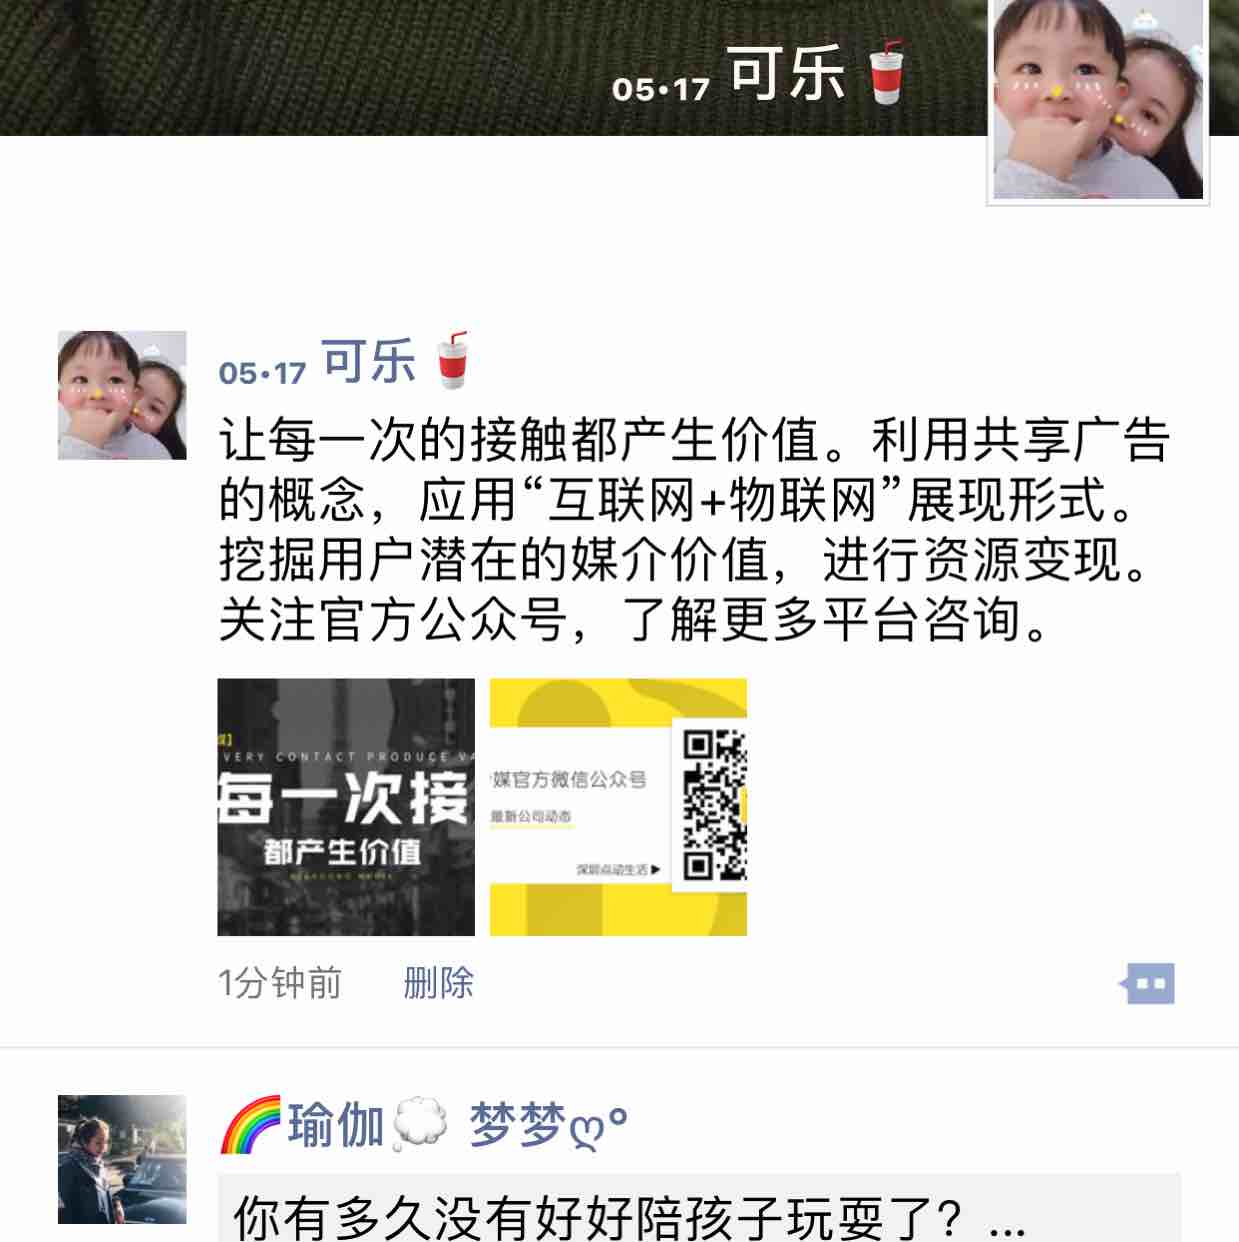 05·17 可乐🥤
05·17 可乐🥤
让每一次的接触都产生价值。利用共享广告
的概念，应用“互联网+物联网”展现形式。
挖掘用户潜在的媒介价值，进行资源变现。
关注官方公众号，了解更多平台咨询。
VERY CONTACT PRODUCE VA
每一次接
都产生价值
媒官方微信公众号
最新公司动态
深圳点动生活▶
1分钟前 删除
🌈瑜伽💭 梦梦ღ°
你有多久没有好好陪孩子玩耍了？...